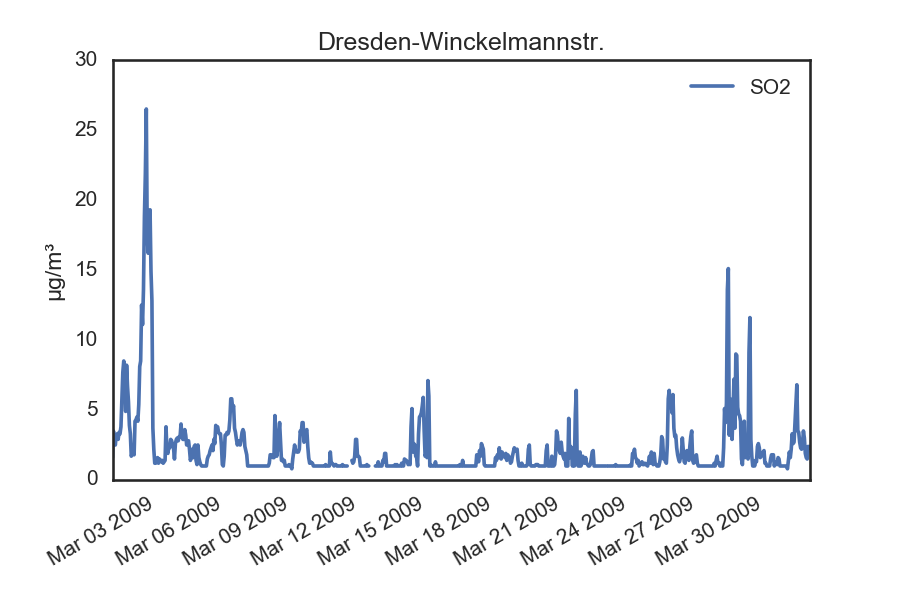 Dresden-Winckelmannstr.
30
25
20
15
10
5
0
µg/m³
SO2
Mar 03 2009
Mar 06 2009
Mar 09 2009
Mar 12 2009
Mar 15 2009
Mar 18 2009
Mar 21 2009
Mar 24 2009
Mar 27 2009
Mar 30 2009